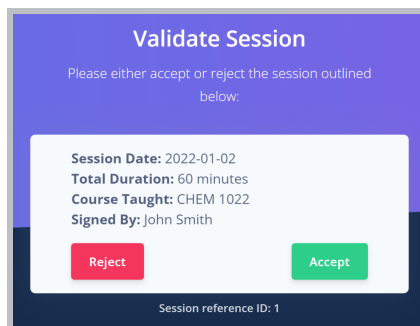 Validate Session
Please either accept or reject the session outlined
below:
Session Date: 2022-01-02
Total Duration: 60 minutes
Course Taught: CHEM 1022
Signed By: John Smith
Reject
Accept
Session reference ID: 1